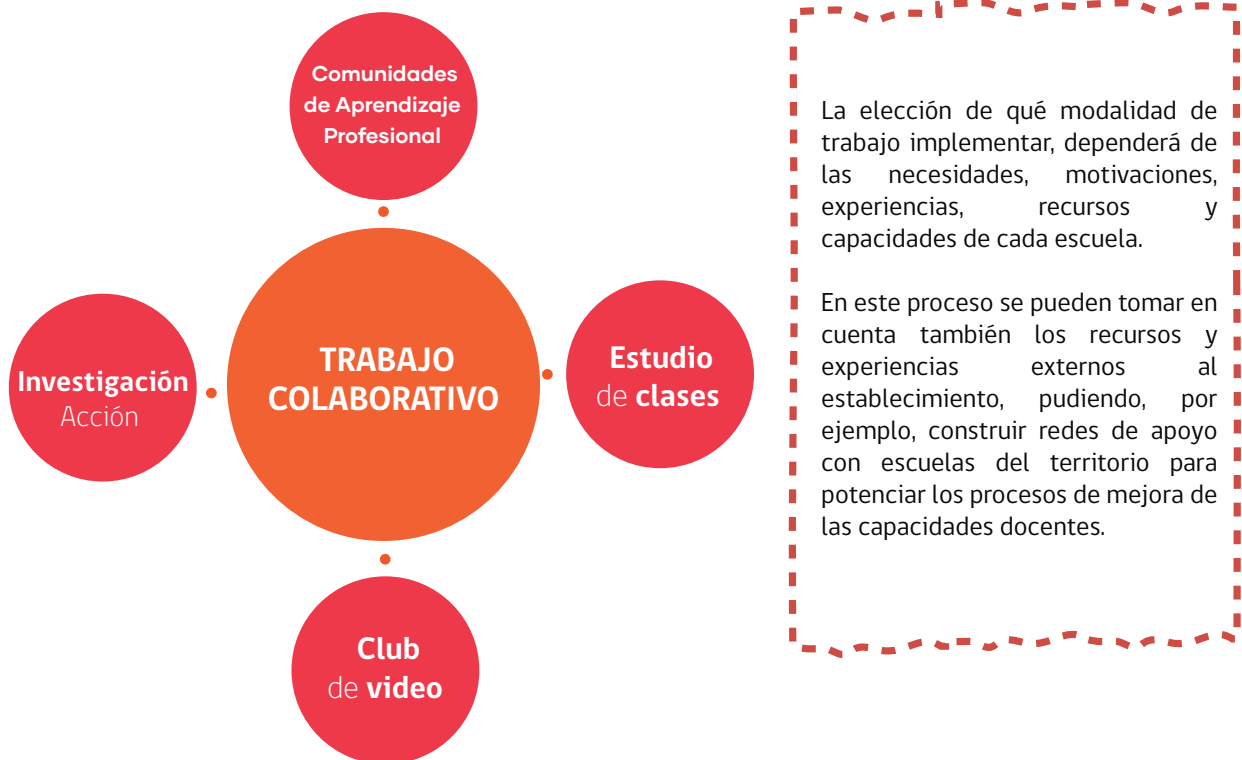 Comunidades
de Aprendizaje
Profesional
Investigación
Acción
TRABAJO
COLABORATIVO
Estudio
de clases
Club
de video
La elección de qué modalidad de
trabajo implementar, dependerá de
las necesidades, motivaciones,
experiencias, recursos y
capacidades de cada escuela.
En este proceso se pueden tomar en
cuenta también los recursos y
experiencias externos al
establecimiento, pudiendo, por
ejemplo, construir redes de apoyo
con escuelas del territorio para
potenciar los procesos de mejora de
las capacidades docentes.